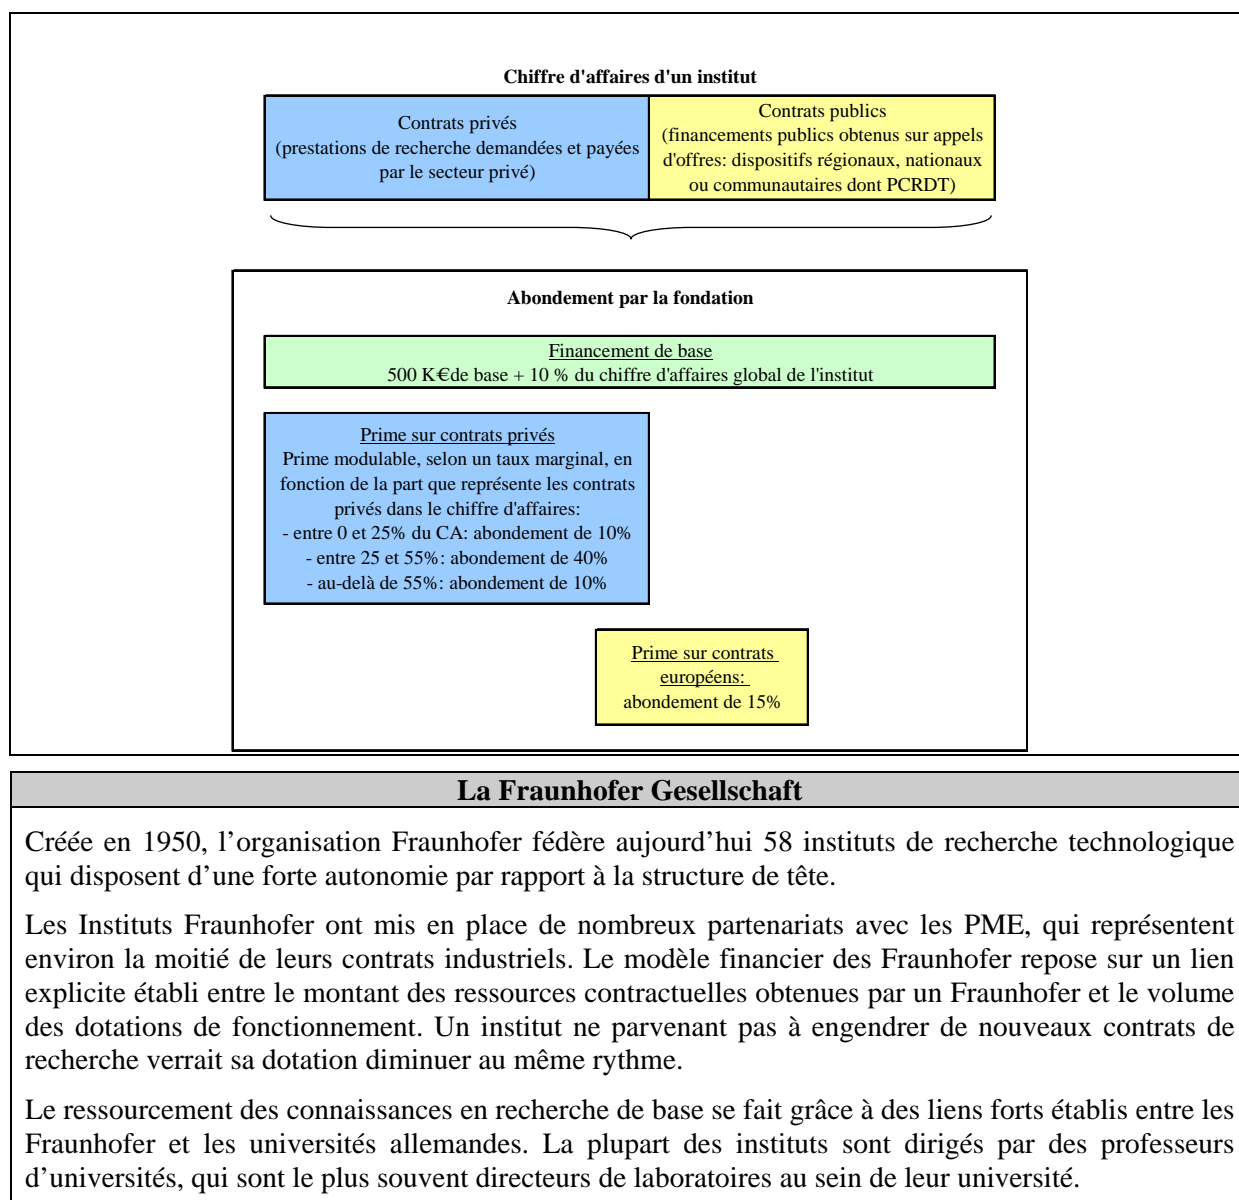 Chiffre d'affaires d'un institut
Contrats privés
(prestations de recherche demandées et payées
par le secteur privé)
Contrats publics
(financements publics obtenus sur appels
d'offres: dispositifs régionaux, nationaux
ou communautaires dont PCRDT)
Abondement par la fondation
Financement de base
500 K€de base + 10 % du chiffre d'affaires global de l'institut
Prime sur contrats privés
Prime modulable, selon un taux marginal, en
fonction de la part que représente les contrats
privés dans le chiffre d'affaires:
- entre 0 et 25% du CA: abondement de 10%
- entre 25 et 55%: abondement de 40%
- au-delà de 55%: abondement de 10%
Prime sur contrats
européens:
abondement de 15%
La Fraunhofer Gesellschaft
Créée en 1950, l’organisation Fraunhofer fédère aujourd’hui 58 instituts de recherche technologique
qui disposent d’une forte autonomie par rapport à la structure de tête.
Les Instituts Fraunhofer ont mis en place de nombreux partenariats avec les PME, qui représentent
environ la moitié de leurs contrats industriels. Le modèle financier des Fraunhofer repose sur un lien
explicite établi entre le montant des ressources contractuelles obtenues par un Fraunhofer et le volume
des dotations de fonctionnement. Un institut ne parvenant pas à engendrer de nouveaux contrats de
recherche verrait sa dotation diminuer au même rythme.
Le ressourcement des connaissances en recherche de base se fait grâce à des liens forts établis entre les
Fraunhofer et les universités allemandes. La plupart des instituts sont dirigés par des professeurs
d’universités, qui sont le plus souvent directeurs de laboratoires au sein de leur université.